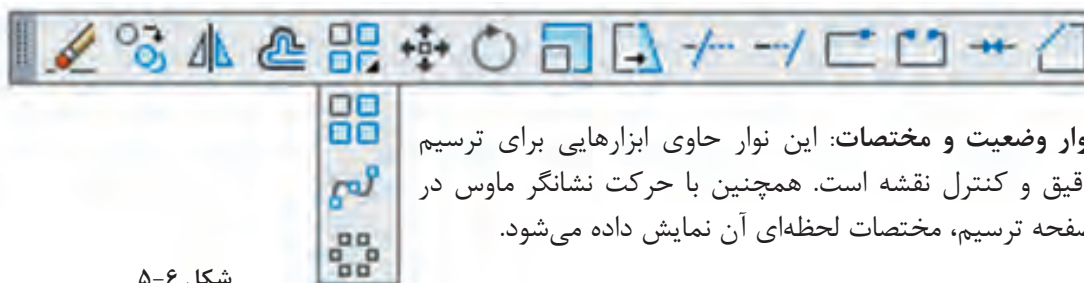 وار وضعیت و مختصات: این نوار حاوی ابزارهایی برای ترسیم
قیق و کنترل نقشه است. همچنین با حرکت نشانگر ماوس در
صفحه ترسیم، مختصات لحظه‌ای آن نمایش داده می‌شود.
شکل ۶-۵